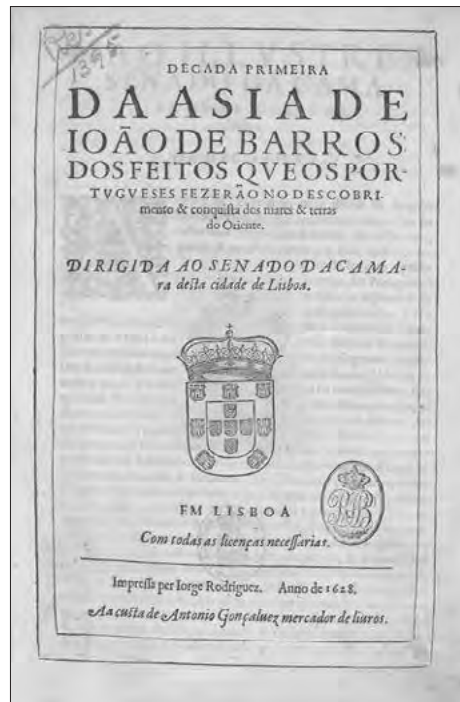 DECADA PRIMEIRA
DA ASIA DE
IOÃO DE BARROS
DOS FEITOS QVE OS POR-
TVGVESES FEZERÃO NO DESCOBRI-
mento & conquista dos mares & terras
do Oriente.
DIRIGIDA AO SENADO DA CAMA-
ra desta cidade de Lisboa.
EM LISBOA
Com todas as licenças necessarias.
Impressa per Iorge Rodriguez. Anno de 1628.
A a custa de Antonio Gonçaluez mercador de liuros.